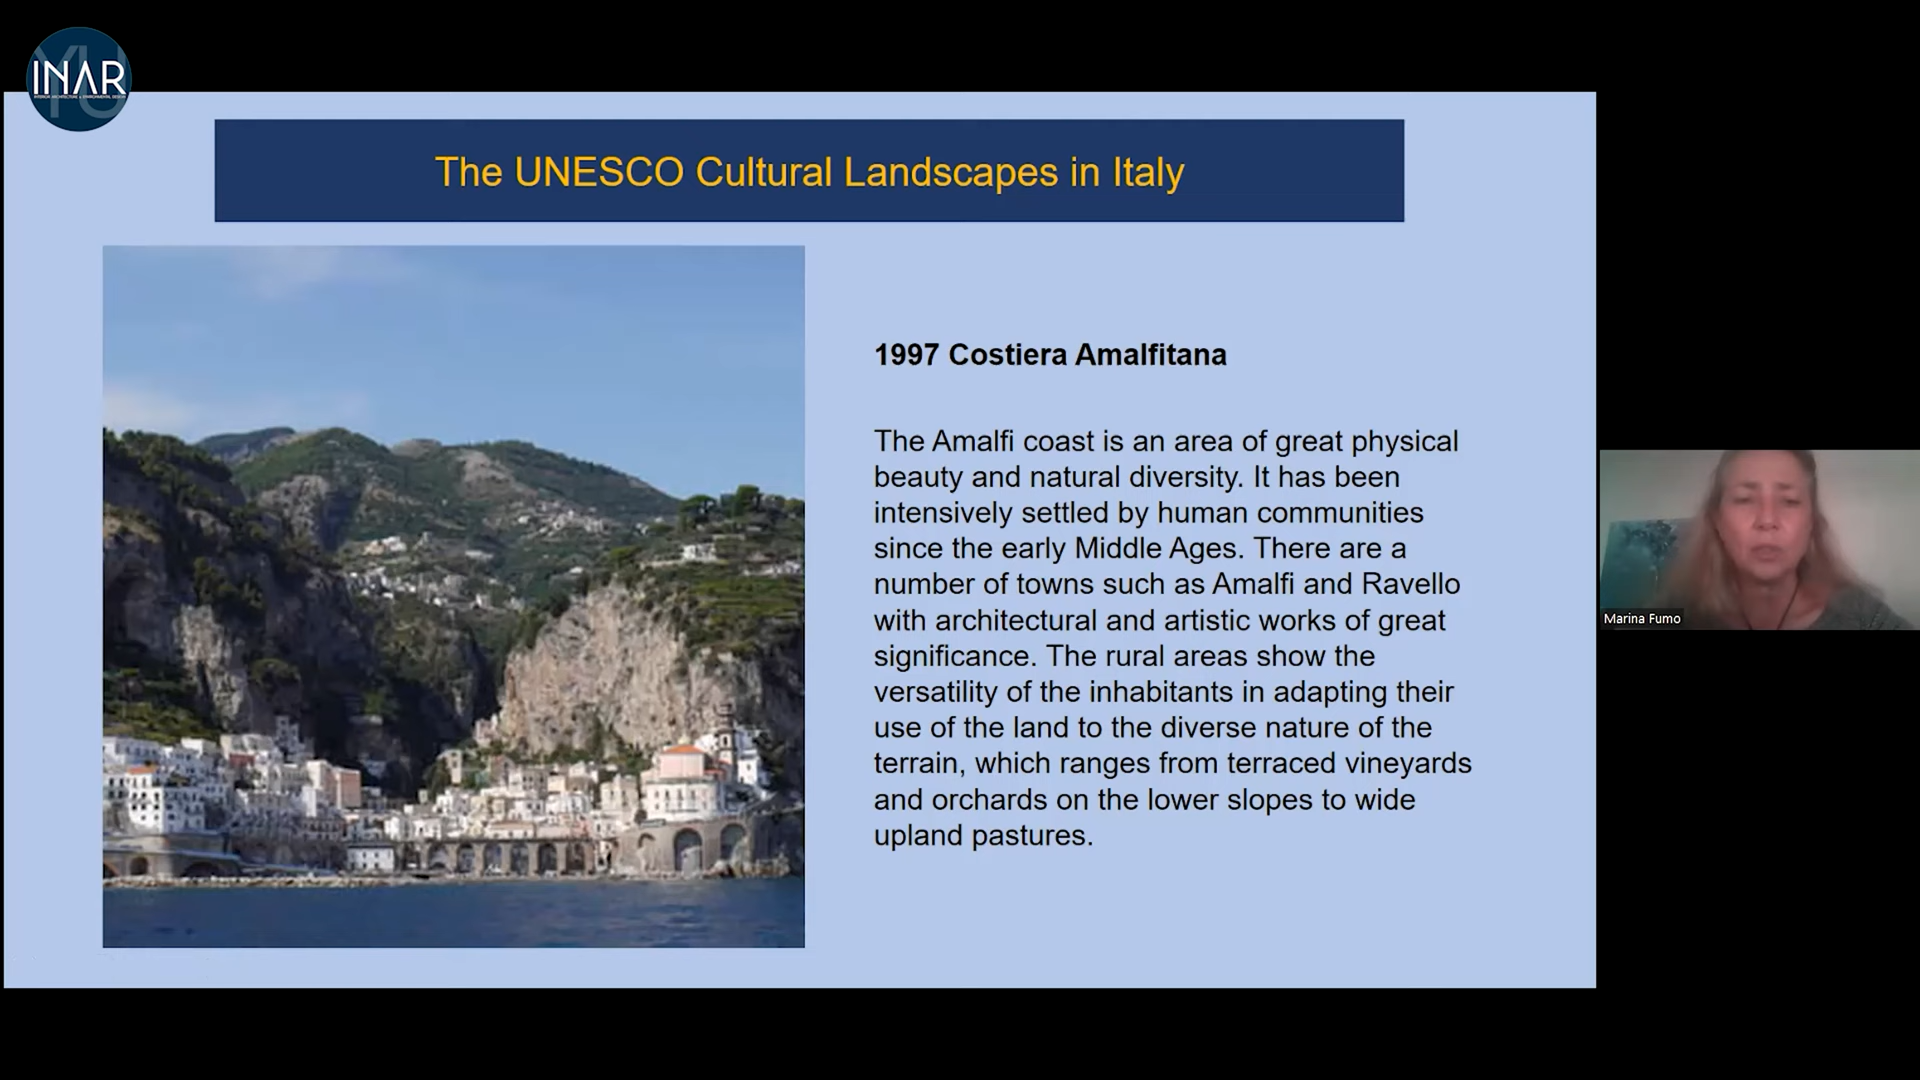 INAR
The UNESCO Cultural Landscapes in Italy
1997 Costiera Amalfitana
The Amalfi coast is an area of great physical
beauty and natural diversity. It has been
intensively settled by human communities
since the early Middle Ages. There are a
number of towns such as Amalfi and Ravello
with architectural and artistic works of great
significance. The rural areas show the
versatility of the inhabitants in adapting their
use of the land to the diverse nature of the
terrain, which ranges from terraced vineyards
and orchards on the lower slopes to wide
upland pastures.
Marina Fumo